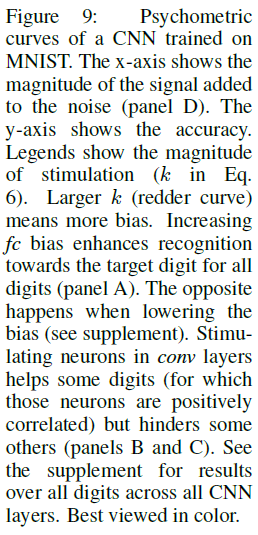 Figure 9: Psychometric
curves of a CNN trained on
MNIST. The x-axis shows the
magnitude of the signal added
to the noise (panel D). The
y-axis shows the accuracy.
Legends show the magnitude
of stimulation (k in Eq.
6). Larger k (redder curve)
means more bias. Increasing
fc bias enhances recognition
towards the target digit for all
digits (panel A). The opposite
happens when lowering the
bias (see supplement). Stimu-
lating neurons in conv layers
helps some digits (for which
those neurons are positively
correlated) but hinders some
others (panels B and C). See
the supplement for results
over all digits across all CNN
layers. Best viewed in color.